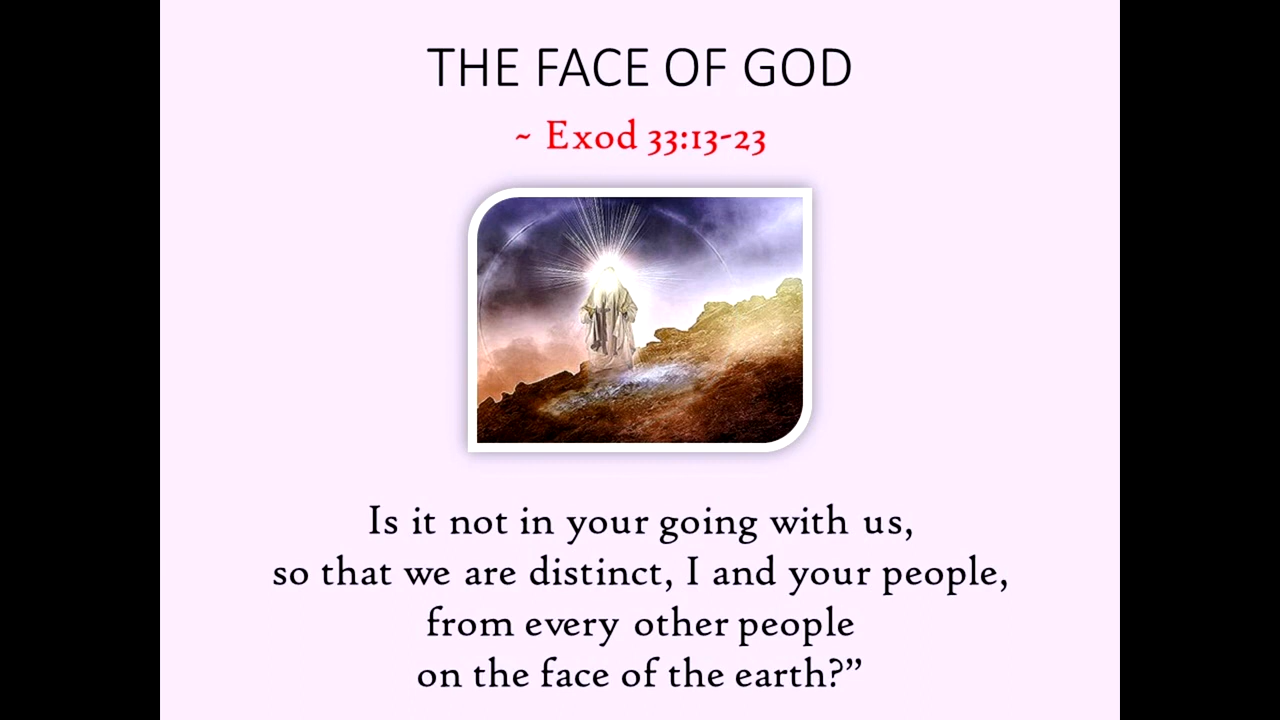 THE FACE OF GOD
~ Exod 33:13-23
Is it not in your going with us,
so that we are distinct, I and your people,
from every other people
on the face of the earth?”